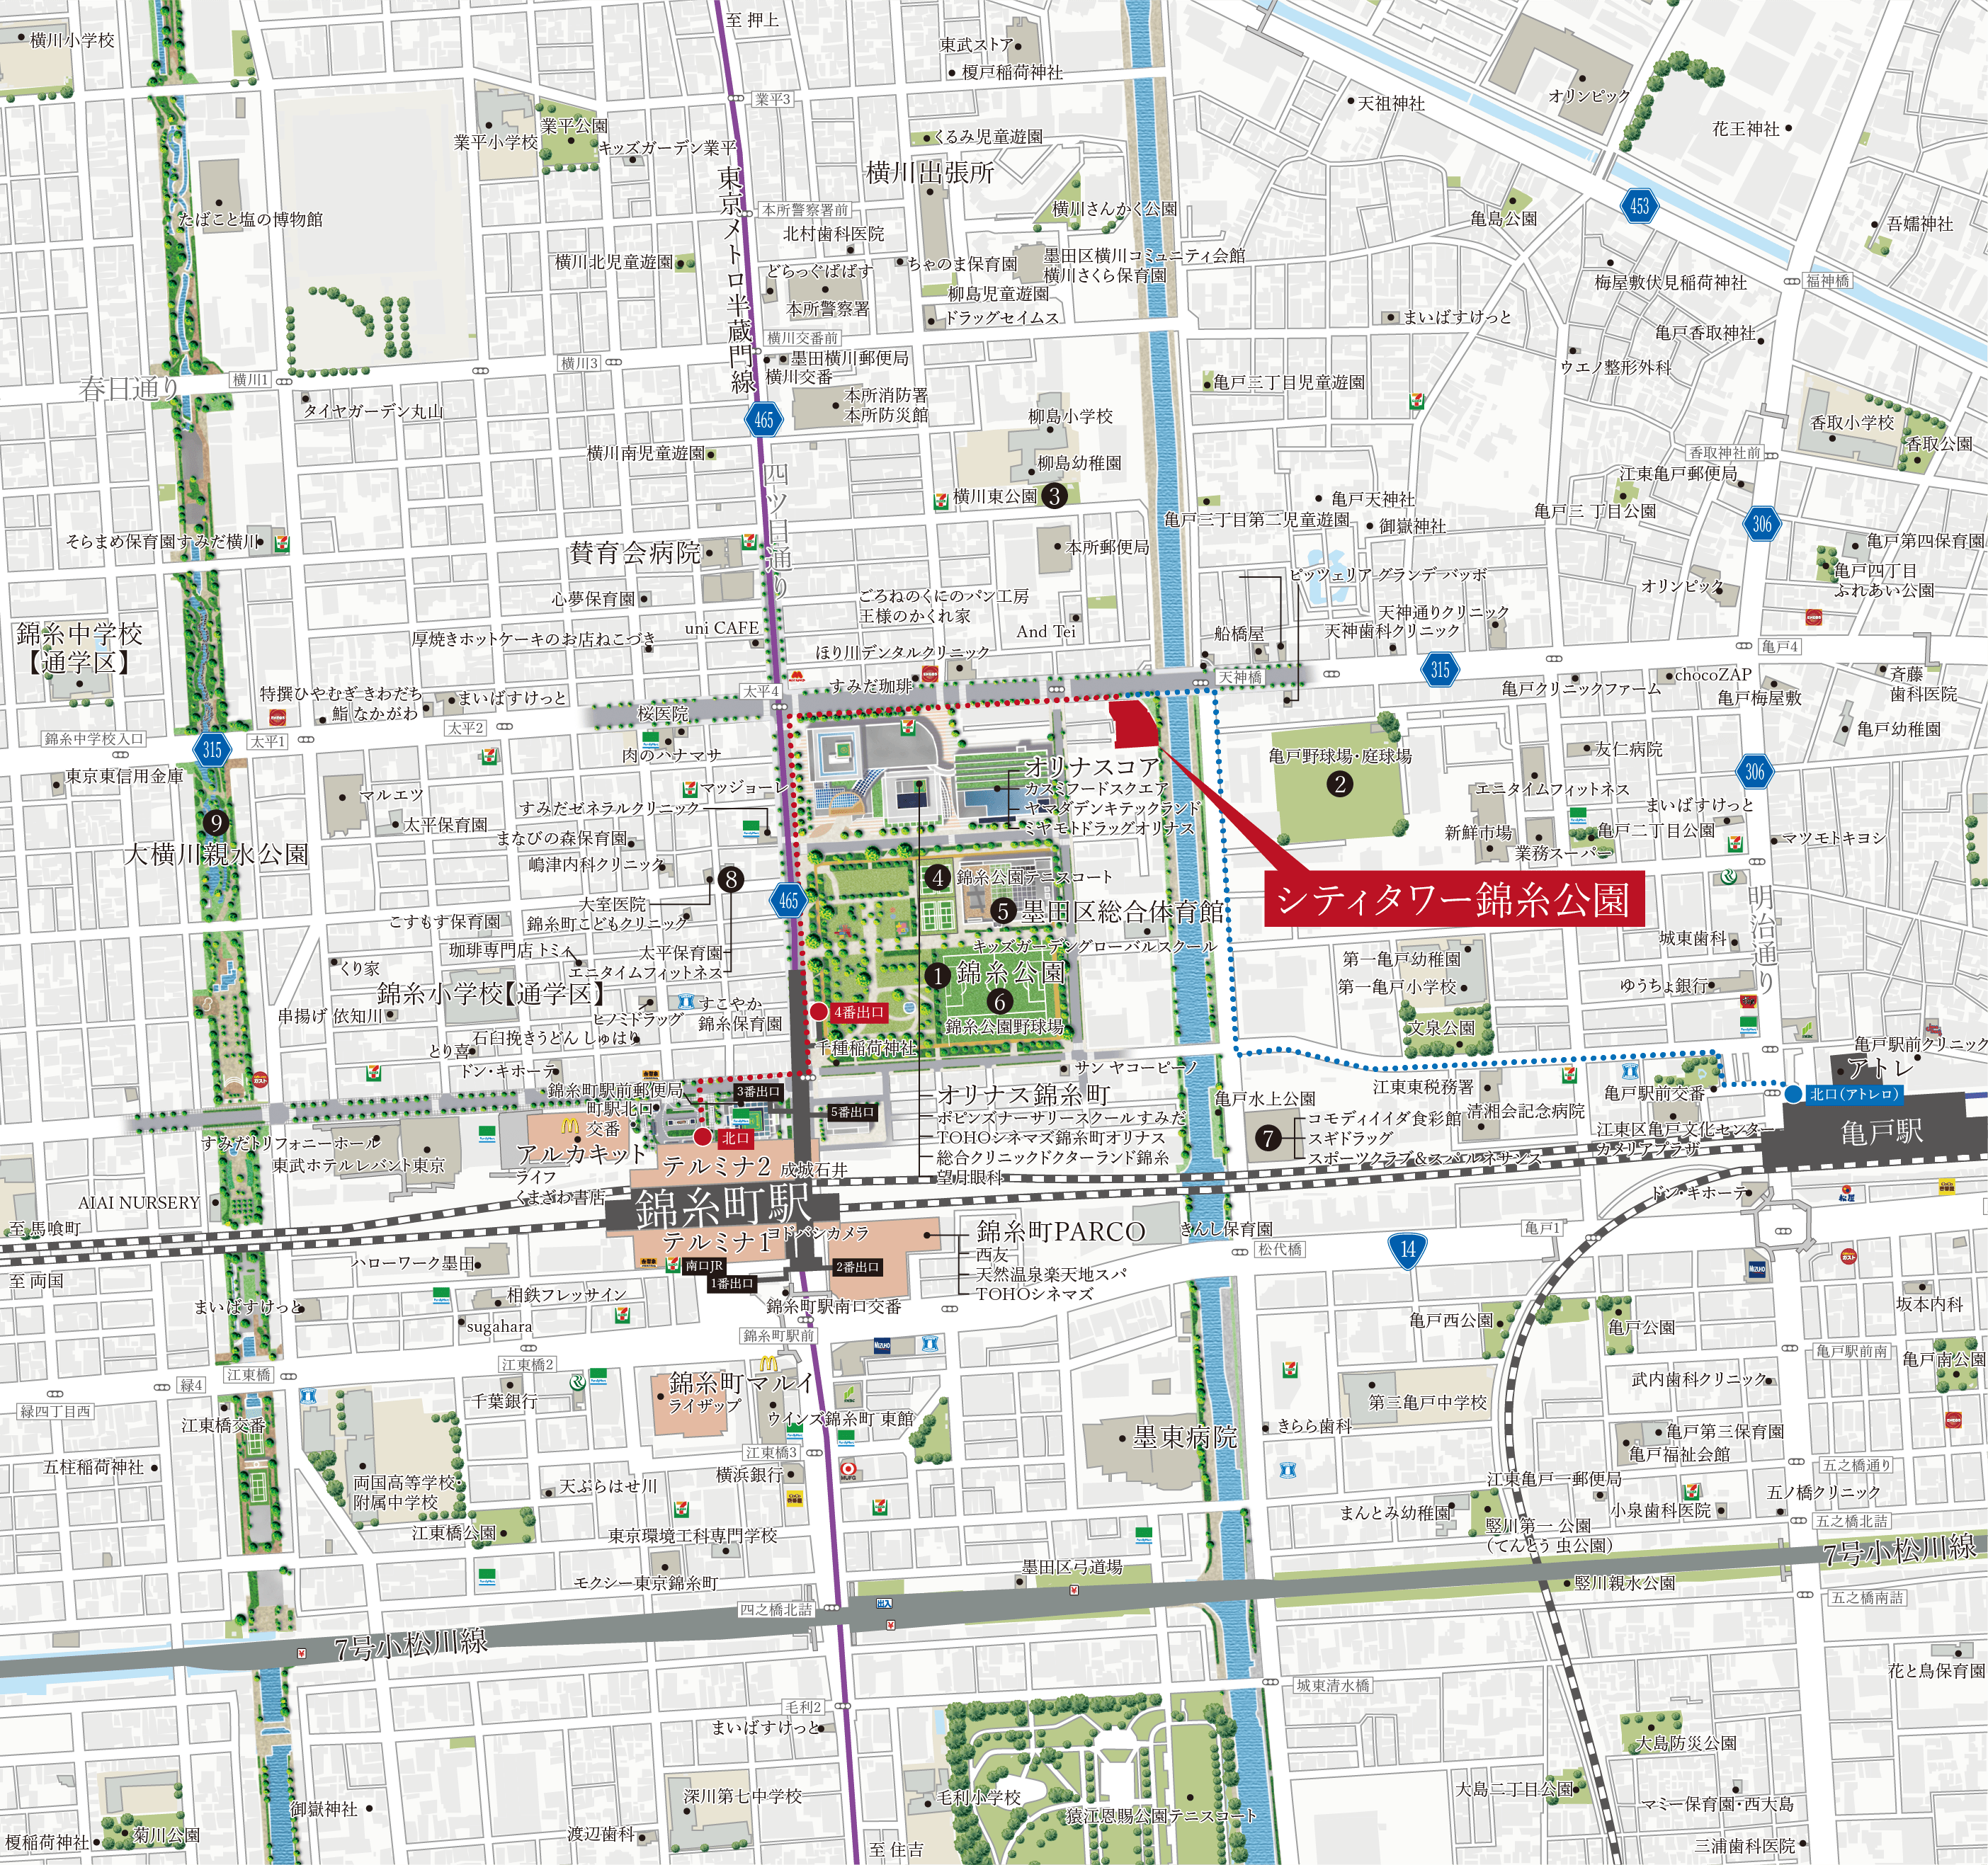 至 押上
横川小学校
東武ストア
榎戸稲荷神社
オリンピック
業平3
天祖神社
花王神社
業平小学校
業平公園
キッズガーデン業平
くるみ児童遊園
東京メトロ半蔵門線
横川出張所
たばこと塩の博物館
本所警察署前
横川さんかく公園
亀島公園
453
吾嬬神社
北村歯科医院
横川北児童遊園
どらっぐぱぱす
ちゃのま保育園
墨田区横川コミュニティ会館
横川さくら保育園
梅屋敷伏見稲荷神社
福神橋
本所警察署
柳島児童遊園
ドラッグセイムス
まいばすけっと
亀戸香取神社
横川交番前
横川3
墨田横川郵便局
横川交番
ウエノ整形外科
春日通り
横川1
亀戸三丁目児童遊園
タイヤガーデン丸山
本所消防署
本所防災館
465
柳島小学校
香取小学校
香取公園
横川南児童遊園
柳島幼稚園
香取神社前
江東亀戸郵便局
四ツ目通り
横川東公園
3
亀戸天神社
亀戸三丁目第二児童遊園
御嶽神社
亀戸三 丁目公園
306
そらまめ保育園すみだ横川
賛育会病院
本所郵便局
亀戸第四保育園
亀戸四丁目
ふれあい公園
ピッツェリア グランデ バッボ
オリンピック
心夢保育園
ごろねのくにのパン工房
王様のかくれ家
天神通りクリニック
天神歯科クリニック
錦糸中学校
【通学区】
厚焼きホットケーキのお店ねこづき
uni CAFE
And Tei
船橋屋
亀戸4
ほり川デンタルクリニック
すみだ珈琲
天神橋
315
chocoZAP
斉藤
歯科医院
特撰ひやむぎ きわだち
鮨 なかがわ
まいばすけっと
太平4
亀戸クリニックファーム
亀戸梅屋敷
桜医院
太平2
錦糸中学校入口
315
太平1
亀戸幼稚園
肉のハナマサ
東京東信用金庫
亀戸野球場・庭球場
2
友仁病院
オリナスコア
カスミフードスクエア
ヤマダデンキテックランド
ミヤモトドラッグオリナス
306
マルエツ
マッジョーレ
すみだゼネラルクリニック
エニタイムフィットネス
まいばすけっと
9
大横川親水公園
太平保育園
まなびの森保育園
嶋津内科クリニック
新鮮市場
業務スーパー
亀戸二丁目公園
マツモトキヨシ
8
4
錦糸公園テニスコート
シティタワー錦糸公園
465
大室医院
錦糸町こどもクリニック
こすもす保育園
5
墨田区総合体育館
明治通り
珈琲専門店 トミィ
太平保育園
エニタイムフィットネス
キッズガーデングローバルスクール
城東歯科
くり家
1
錦糸公園
第一亀戸幼稚園
第一亀戸小学校
ゆうちょ銀行
錦糸小学校【通学区】
すこやか
錦糸保育園
6
錦糸公園野球場
4番出口
串揚げ 依知川
ヒノミドラッグ
石臼挽きうどん しゅはり
文泉公園
とり喜
ドン・キホーテ
千種稲荷神社
サン ヤコーピーノ
亀戸駅前クリニック
アトレ
錦糸町駅前郵便局
3番出口
オリナス錦糸町
ポピンズナーサリースクールすみだ
TOHOシネマズ錦糸町オリナス
総合クリニックドクターランド錦糸
望月眼科
江東東税務署
亀戸駅前交番
北口(アトレロ)
町駅北口
交番
5番出口
亀戸水上公園
7
コモディイイダ食彩館
スギドラッグ
スポーツクラブ&スパルネサンス
清湘会記念病院
江東区亀戸文化センター
カメリアプラザ
亀戸駅
北口
すみだトリフォニーホール
東武ホテルレバント東京
アルカキット
ライフ
くまざわ書店
テルミナ2
成城石井
AIAI NURSERY
錦糸町駅
テルミナ1
ヨドバシカメラ
ドン・キホーテ
至 馬喰町
錦糸町PARCO
西友
天然温泉楽天地スパ
TOHOシネマズ
きんし保育園
亀戸1
松代橋
14
ハローワーク墨田
南口JR
1番出口
2番出口
至 両国
錦糸町駅南口交番
まいばすけっと
相鉄フレッサイン
sugahara
坂本内科
亀戸西公園
亀戸公園
錦糸町駅前
江東橋2
亀戸駅前南
亀戸南公園
江東橋
緑4
錦糸町マルイ
ライザップ
千葉銀行
第三亀戸中学校
武内歯科クリニック
緑四丁目西
江東橋交番
ウインズ錦糸町 東館
きらら歯科
墨東病院
亀戸第三保育園
亀戸福祉会館
江東橋3
五柱稲荷神社
横浜銀行
五之橋通り
両国高等学校・
附属中学校
天ぷらはせ川
江東亀戸一郵便局
五ノ橋クリニック
まんとみ幼稚園
小泉歯科医院
五之橋北詰
江東橋公園
東京環境工科専門学校
竪川第一 公園
(てんとう 虫公園)
7号小松川線
モクシー東京錦糸町
墨田区弓道場
竪川親水公園
四之橋北詰
出入
五之橋南詰
7号小松川線
花と鳥保育園
城東清水橋
毛利2
まいばすけっと
大島防災公園
大島二丁目公園
深川第七中学校
毛利小学校
マミー保育園・西大島
猿江恩賜公園テニスコート
御嶽神社
菊川公園
榎稲荷神社
渡辺歯科
至 住吉
三浦歯科医院